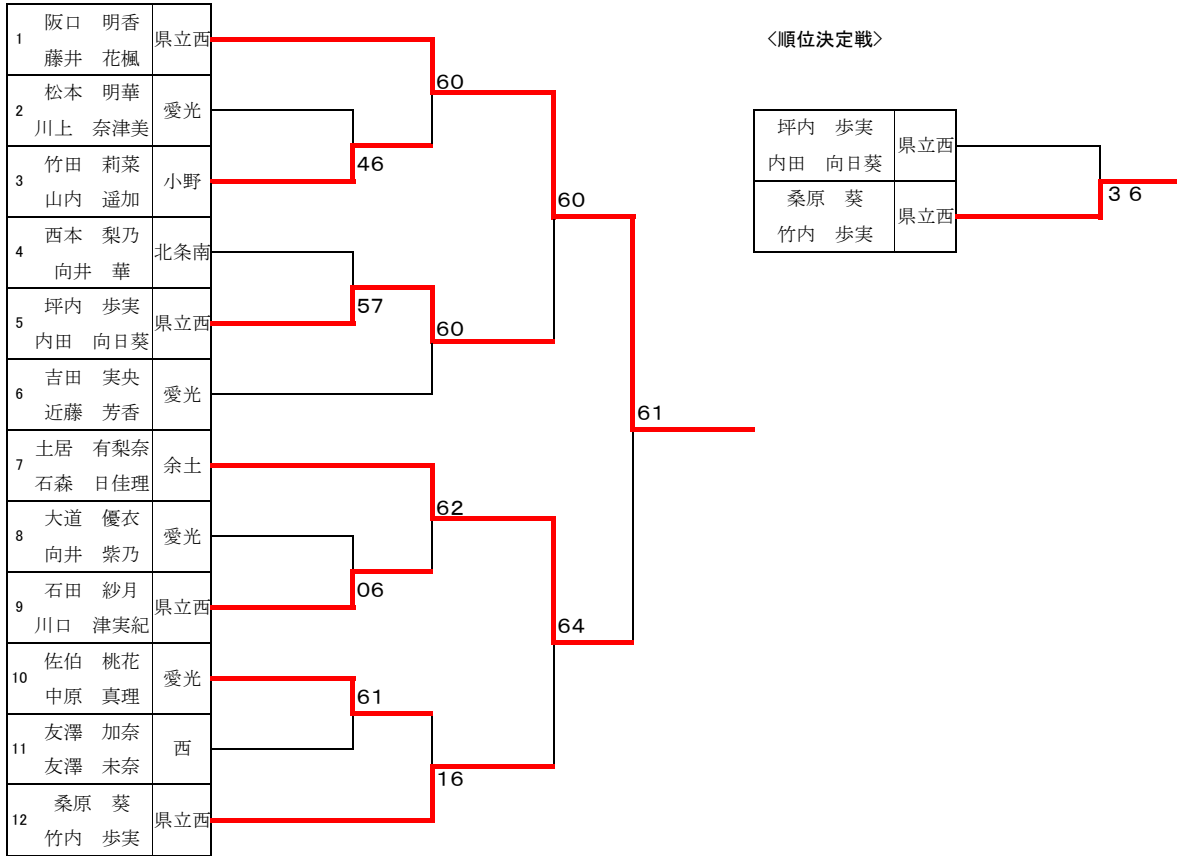 1 阪口 明香 県立西
藤井 花楓
2 松本 明華 愛光
川上 奈津美
3 竹田 莉菜 小野
山内 遥加
4 西本 梨乃 北条南
向井 華
5 坪内 歩実 県立西
内田 向日葵
6 吉田 実央 愛光
近藤 芳香
7 土居 有梨奈 余土
石森 日佳理
8 大道 優衣 愛光
向井 紫乃
9 石田 紗月 県立西
川口 津実紀
10 佐伯 桃花 愛光
中原 真理
11 友澤 加奈 西
友澤 未奈
12 桑原 葵 県立西
竹内 歩実
60
46
57
60
62
06
61
16
60
64
61
<順位決定戦>
坪内 歩実 県立西
内田 向日葵
桑原 葵 県立西
竹内 歩実
3 6